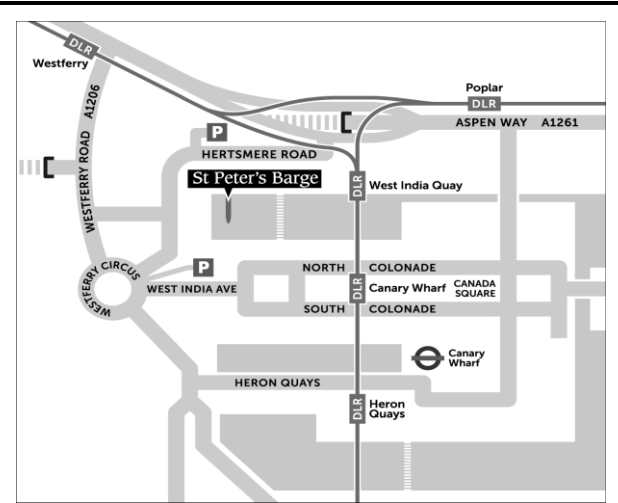 DLR
Westferry
Poplar
DLR
WESTFERRY ROAD A1206
P
ASPEN WAY A1261
HERTSMERE ROAD
St Peter's Barge
DLR
West India Quay
WESTFERRY CIRCUS
P
NORTH COLONADE
WEST INDIA AVE
DLR
Canary Wharf
CANADA
SQUARE
SOUTH COLONADE
Canary
Wharf
HERON QUAYS
DLR
Heron
Quays